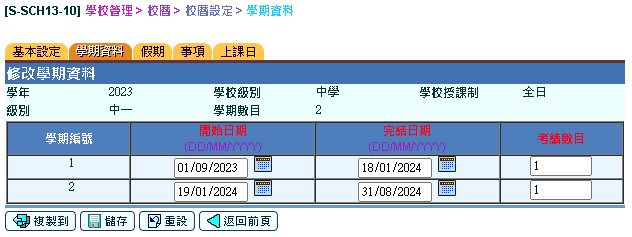 [S-SCH13-10] 學校管理 > 校曆 > 校曆設定 > 學期資料
基本設定 學期資料 假期 事項 上課日
修改學期資料
學年 2023 學校級別 中學 學校授課制 全日
級別 中一 學期數目 2
學期編號 開始日期 完結日期 考績數目
(DD/MM/YYYY) (DD/MM/YYYY)
1 01/09/2023 18/01/2024 1
2 19/01/2024 31/08/2024 1
複製到 儲存 重設 返回前頁